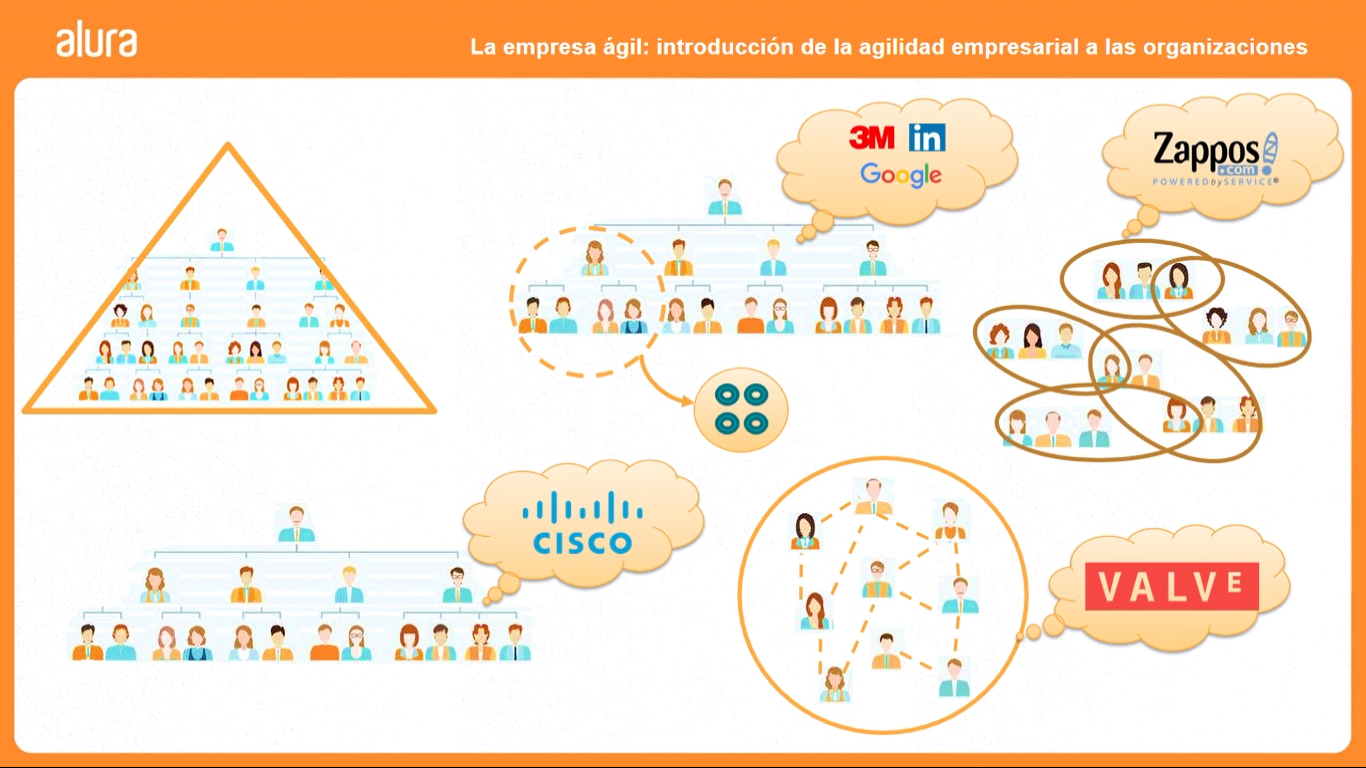 alura
La empresa ágil: introducción de la agilidad empresarial a las organizaciones
3M in
Google
Zappos
.com
POWERED by SERVICE®
CISCO
VALVE